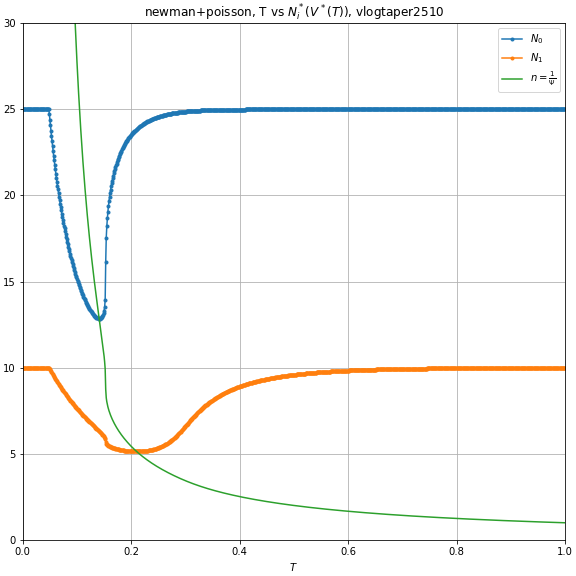 newman+poisson, T vs $N_i^*(V^*(T))$, vlogtaper2510
30
25
20
15
10
5
0
$N_0$
$N_1$
$n = \frac{1}{\Psi}$
0.0 0.2 0.4 0.6 0.8 1.0
$T$